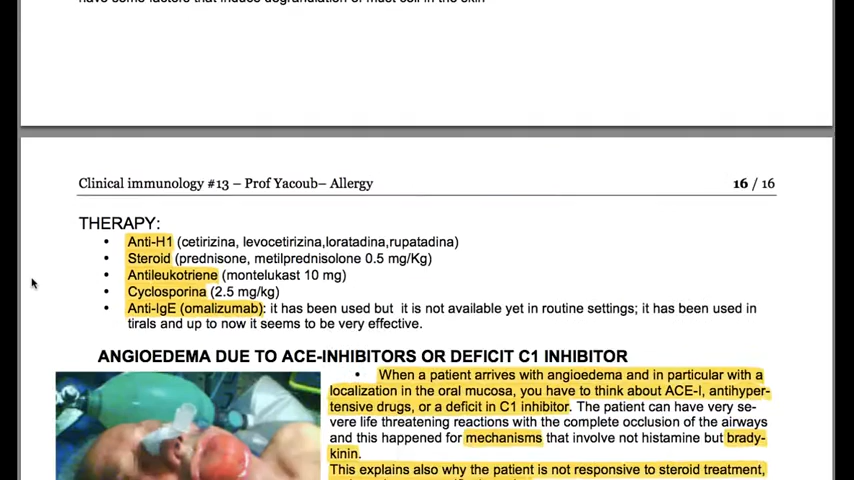 have some factors that induce degranulation of must cell in the skin
Clinical immunology #13 – Prof Yacoub– Allergy 16 / 16
THERAPY:
• Anti-H1 (cetirizina, levocetirizina,loratadina,rupatadina)
• Steroid (prednisone, metilprednisolone 0.5 mg/Kg)
• Antileukotriene (montelukast 10 mg)
• Cyclosporina (2.5 mg/kg)
• Anti-IgE (omalizumab): it has been used but it is not available yet in routine settings; it has been used in
tirals and up to now it seems to be very effective.
ANGIOEDEMA DUE TO ACE-INHIBITORS OR DEFICIT C1 INHIBITOR
• When a patient arrives with angioedema and in particular with a
localization in the oral mucosa, you have to think about ACE-I, antihyper-
tensive drugs, or a deficit in C1 inhibitor. The patient can have very se-
vere life threatening reactions with the complete occlusion of the airways
and this happened for mechanisms that involve not histamine but brady-
kinin.
This explains also why the patient is not responsive to steroid treatment,